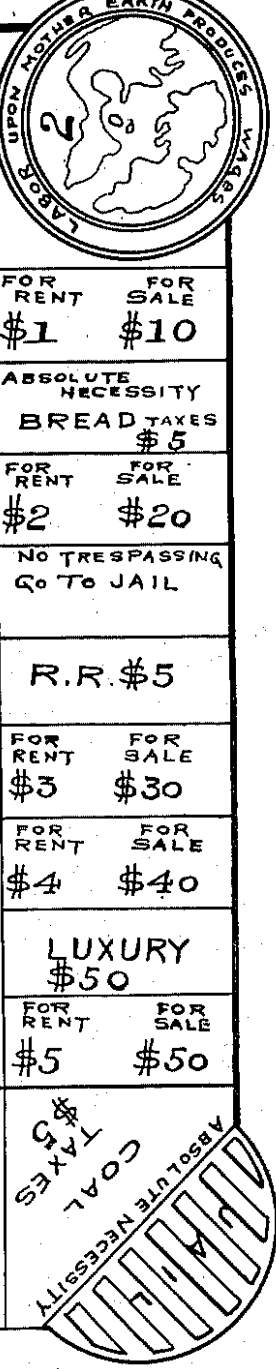 LABOR UPON MOTHER EARTH PRODUCES WAGES
2
FOR RENT FOR SALE
$1 $10
ABSOLUTE NECESSITY
BREAD TAXES
$5
FOR RENT FOR SALE
$2 $20
NO TRESPASSING
GO TO JAIL
R.R. $5
FOR RENT FOR SALE
$3 $30
FOR RENT FOR SALE
$4 $40
LUXURY
$50
FOR RENT FOR SALE
$5 $50
COAL
TAXES
$5
ABSOLUTE NECESSITY
JAIL